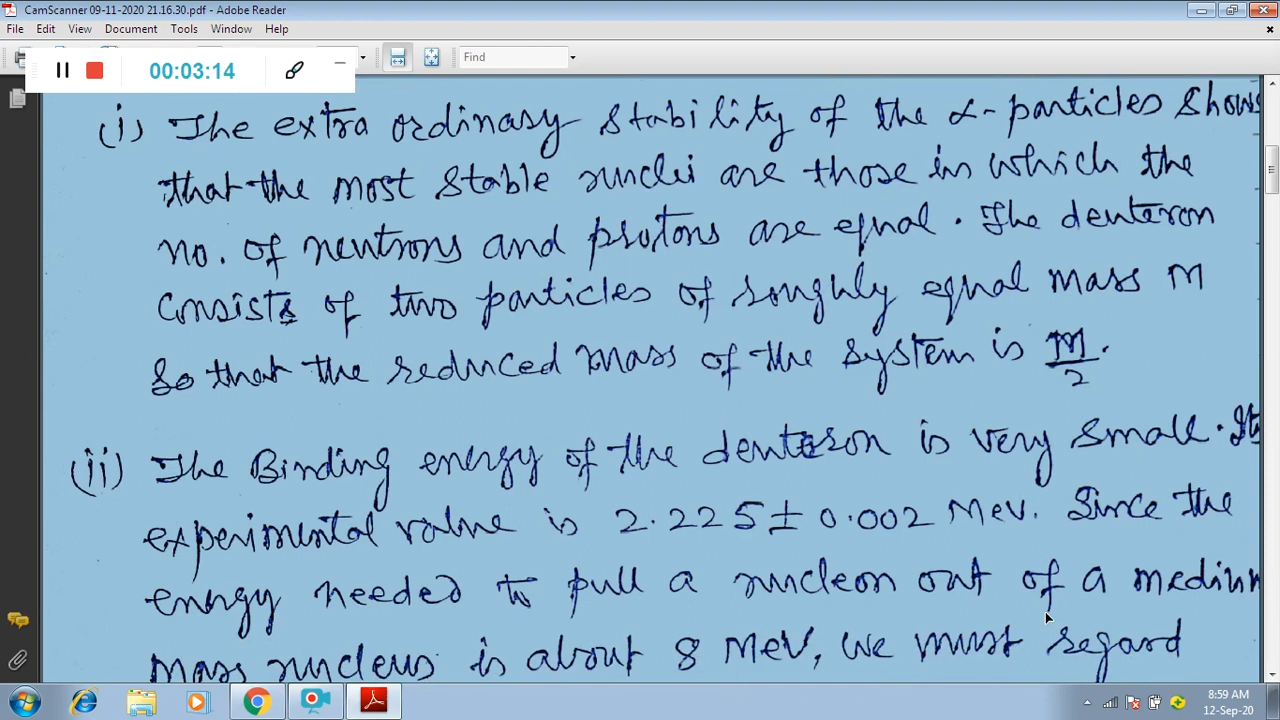 CamScanner 09-11-2020 21.16.30.pdf - Adobe Reader
File Edit View Document Tools Window Help
Find
00:03:14
(i) The extra ordinary stability of the α-particles shows
that the most stable nuclei are those in which the
no. of neutrons and protons are equal. The deuteron
consists of two particles of roughly equal mass M
So that the reduced mass of the system is M/2.
(ii) The Binding energy of the deuteron is very small. Its
experimental value is 2.225 ± 0.002 MeV. Since the
energy needed to pull a nucleon out of a medium
mass nucleus is about 8 MeV, we must regard
8:59 AM
12-Sep-20